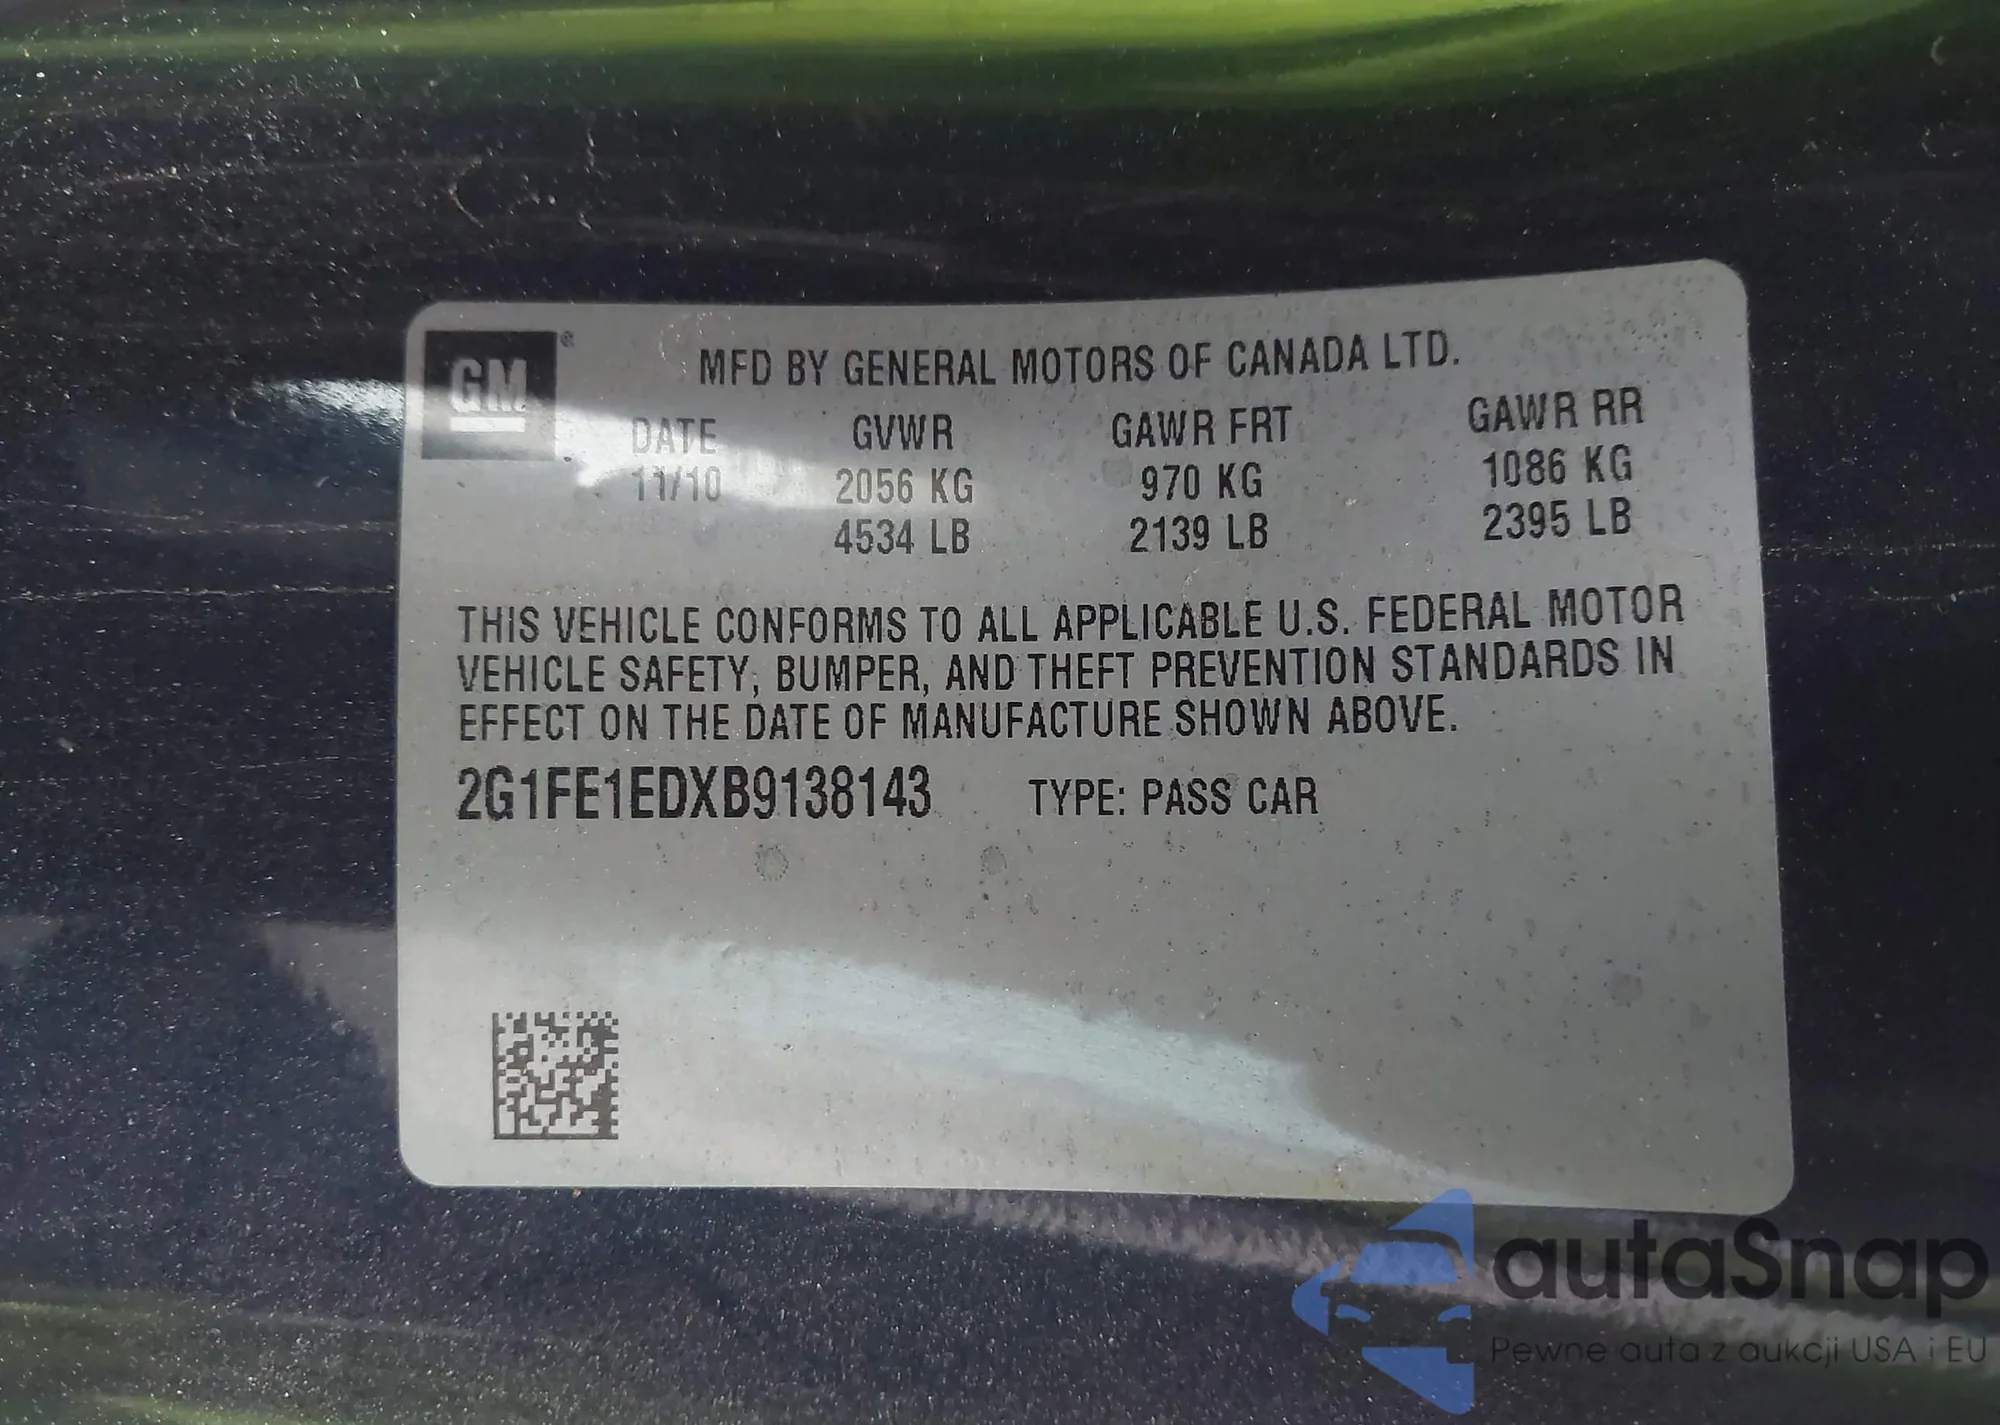 GM®
MFD BY GENERAL MOTORS OF CANADA LTD.
DATE GVWR GAWR FRT GAWR RR
11/10 2056 KG 970 KG 1086 KG
4534 LB 2139 LB 2395 LB
THIS VEHICLE CONFORMS TO ALL APPLICABLE U.S. FEDERAL MOTOR
VEHICLE SAFETY, BUMPER, AND THEFT PREVENTION STANDARDS IN
EFFECT ON THE DATE OF MANUFACTURE SHOWN ABOVE.
2G1FE1EDXB9138143 TYPE: PASS CAR
autaSnap
Pewne auta z aukcji USA i EU